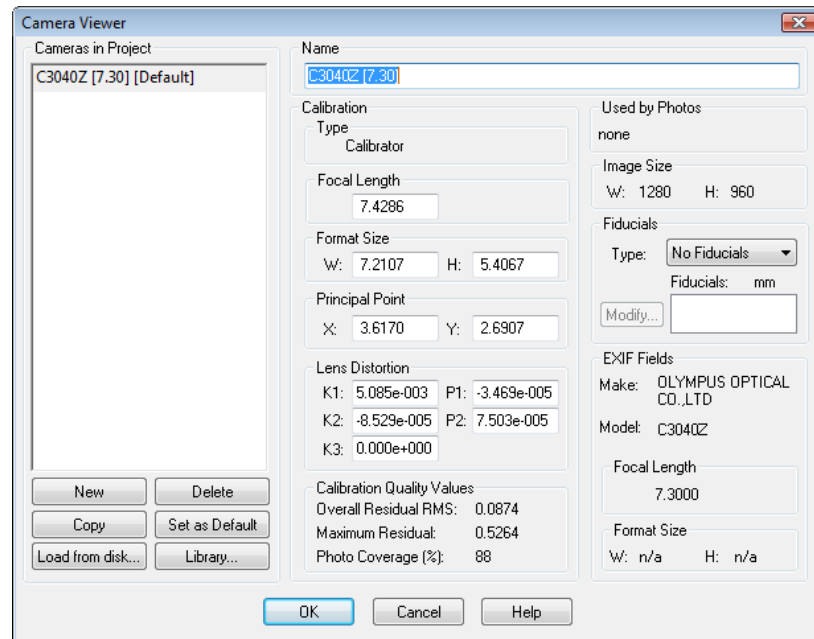 Camera Viewer
Cameras in Project
C3040Z [7.30] [Default]
New
Delete
Copy
Set as Default
Load from disk...
Library...
Name
C3040Z [7.30]
Calibration
Type
Calibrator
Focal Length
7.4286
Format Size
W: 7.2107 H: 5.4067
Principal Point
X: 3.6170 Y: 2.6907
Lens Distortion
K1: 5.085e-003 P1: -3.469e-005
K2: -8.529e-005 P2: 7.503e-005
K3: 0.000e+000
Calibration Quality Values
Overall Residual RMS: 0.0874
Maximum Residual: 0.5264
Photo Coverage (%): 88
Used by Photos
none
Image Size
W: 1280 H: 960
Fiducials
Type: No Fiducials
Fiducials: mm
Modify...
EXIF Fields
Make: OLYMPUS OPTICAL
CO.,LTD
Model: C3040Z
Focal Length
7.3000
Format Size
W: n/a H: n/a
OK
Cancel
Help